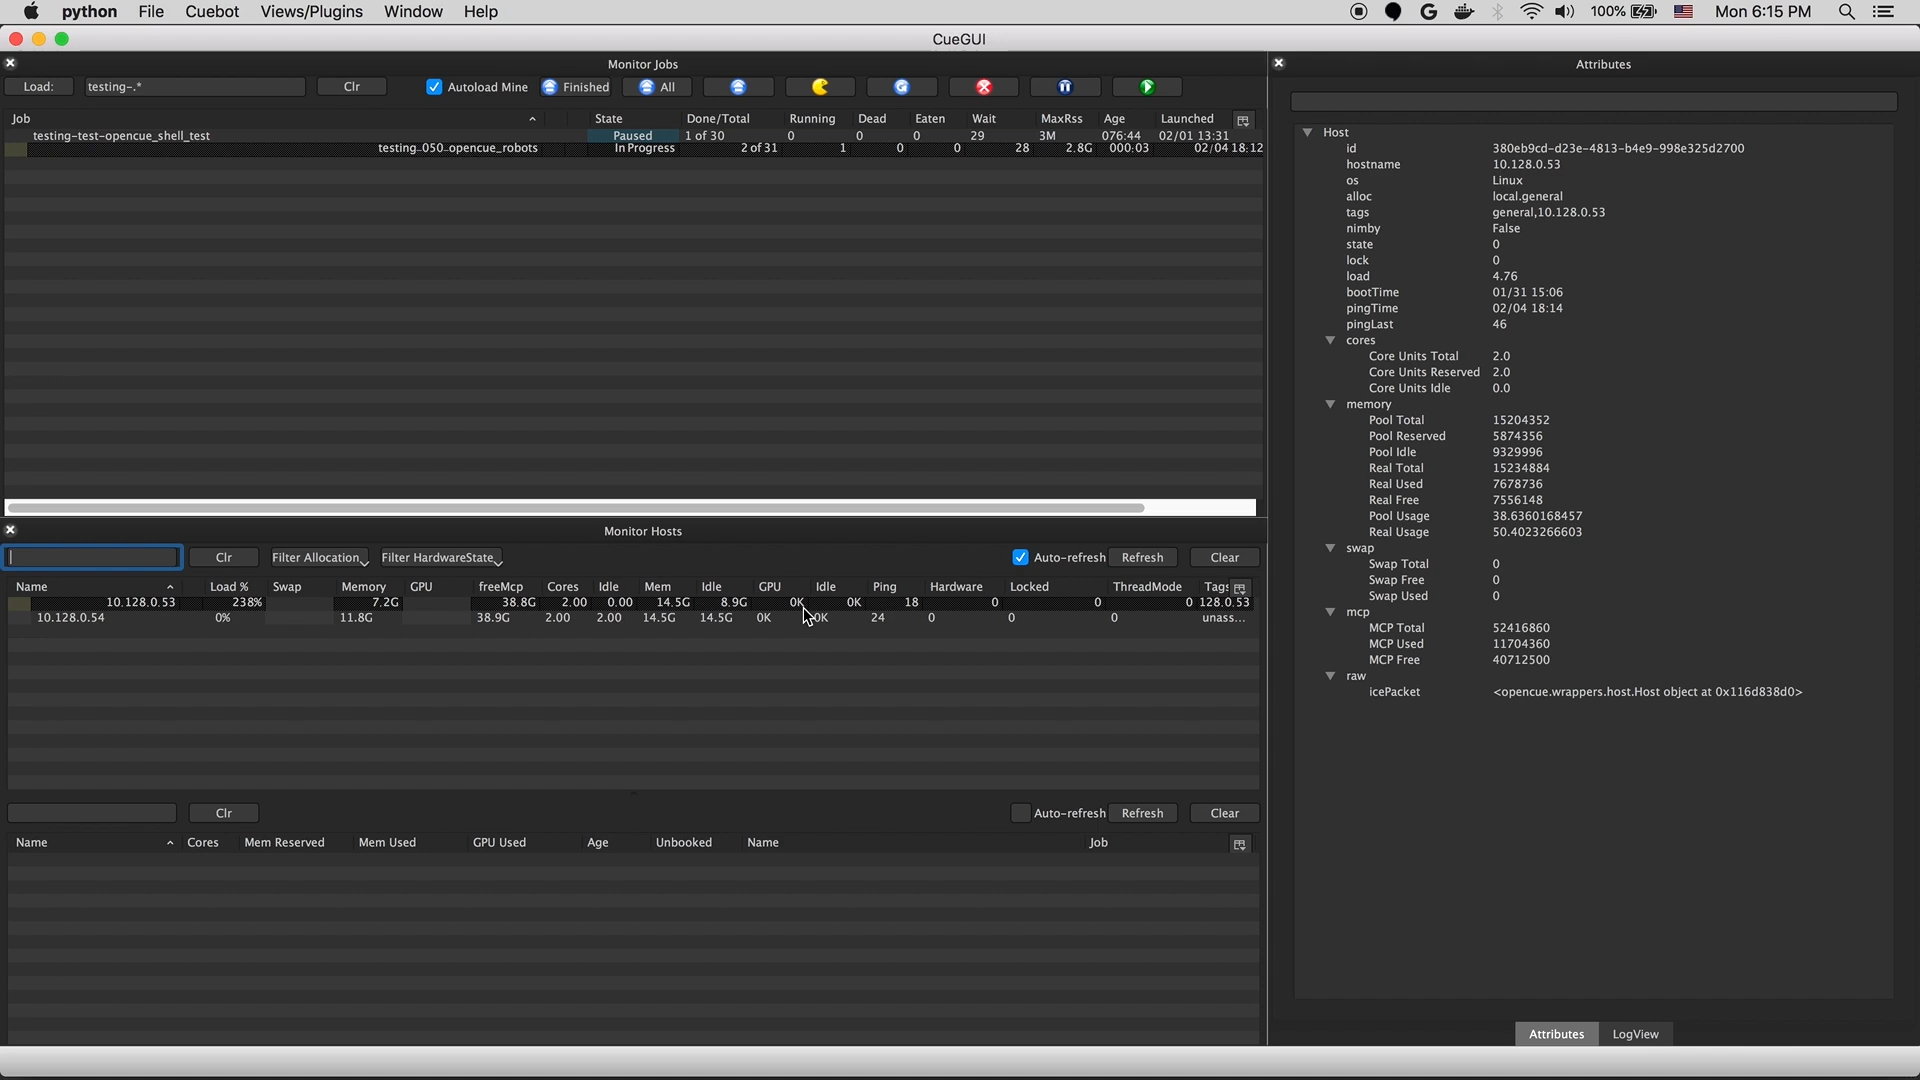 python File Cuebot Views/Plugins Window Help 100% Mon 6:15 PM
CueGUI
Monitor Jobs
Load: testing-.* Clr Autoload Mine Finished All
Job State Done/Total Running Dead Eaten Wait MaxRss Age Launched
testing-test-opencue_shell_test Paused 1 of 30 0 0 0 29 3M 076:44 02/01 13:31
testing-050-opencue_robots In Progress 2 of 31 1 0 0 28 2.8G 000:03 02/04 18:12
Monitor Hosts
Clr Filter Allocation Filter HardwareState Auto-refresh Refresh Clear
Name Load % Swap Memory GPU freeMcp Cores Idle Mem Idle GPU Idle Ping Hardware Locked ThreadMode Tags
10.128.0.53 238% 7.2G 38.8G 2.00 0.00 14.5G 8.9G 0K 0K 18 0 0 0 128.0.53
10.128.0.54 0% 11.8G 38.9G 2.00 2.00 14.5G 14.5G 0K 0K 24 0 0 0 unass...
Clr Auto-refresh Refresh Clear
Name Cores Mem Reserved Mem Used GPU Used Age Unbooked Name Job
Attributes
Host
id 380eb9cd-d23e-4813-b4e9-998e325d2700
hostname 10.128.0.53
os Linux
alloc local.general
tags general,10.128.0.53
nimby False
state 0
lock 0
load 4.76
bootTime 01/31 15:06
pingTime 02/04 18:14
pingLast 46
cores
Core Units Total 2.0
Core Units Reserved 2.0
Core Units Idle 0.0
memory
Pool Total 15204352
Pool Reserved 5874356
Pool Idle 9329996
Real Total 15234884
Real Used 7678736
Real Free 7556148
Pool Usage 38.6360168457
Real Usage 50.4023266603
swap
Swap Total 0
Swap Free 0
Swap Used 0
mcp
MCP Total 52416860
MCP Used 11704360
MCP Free 40712500
raw
icePacket <opencue.wrappers.host.Host object at 0x116d838d0>
Attributes LogView